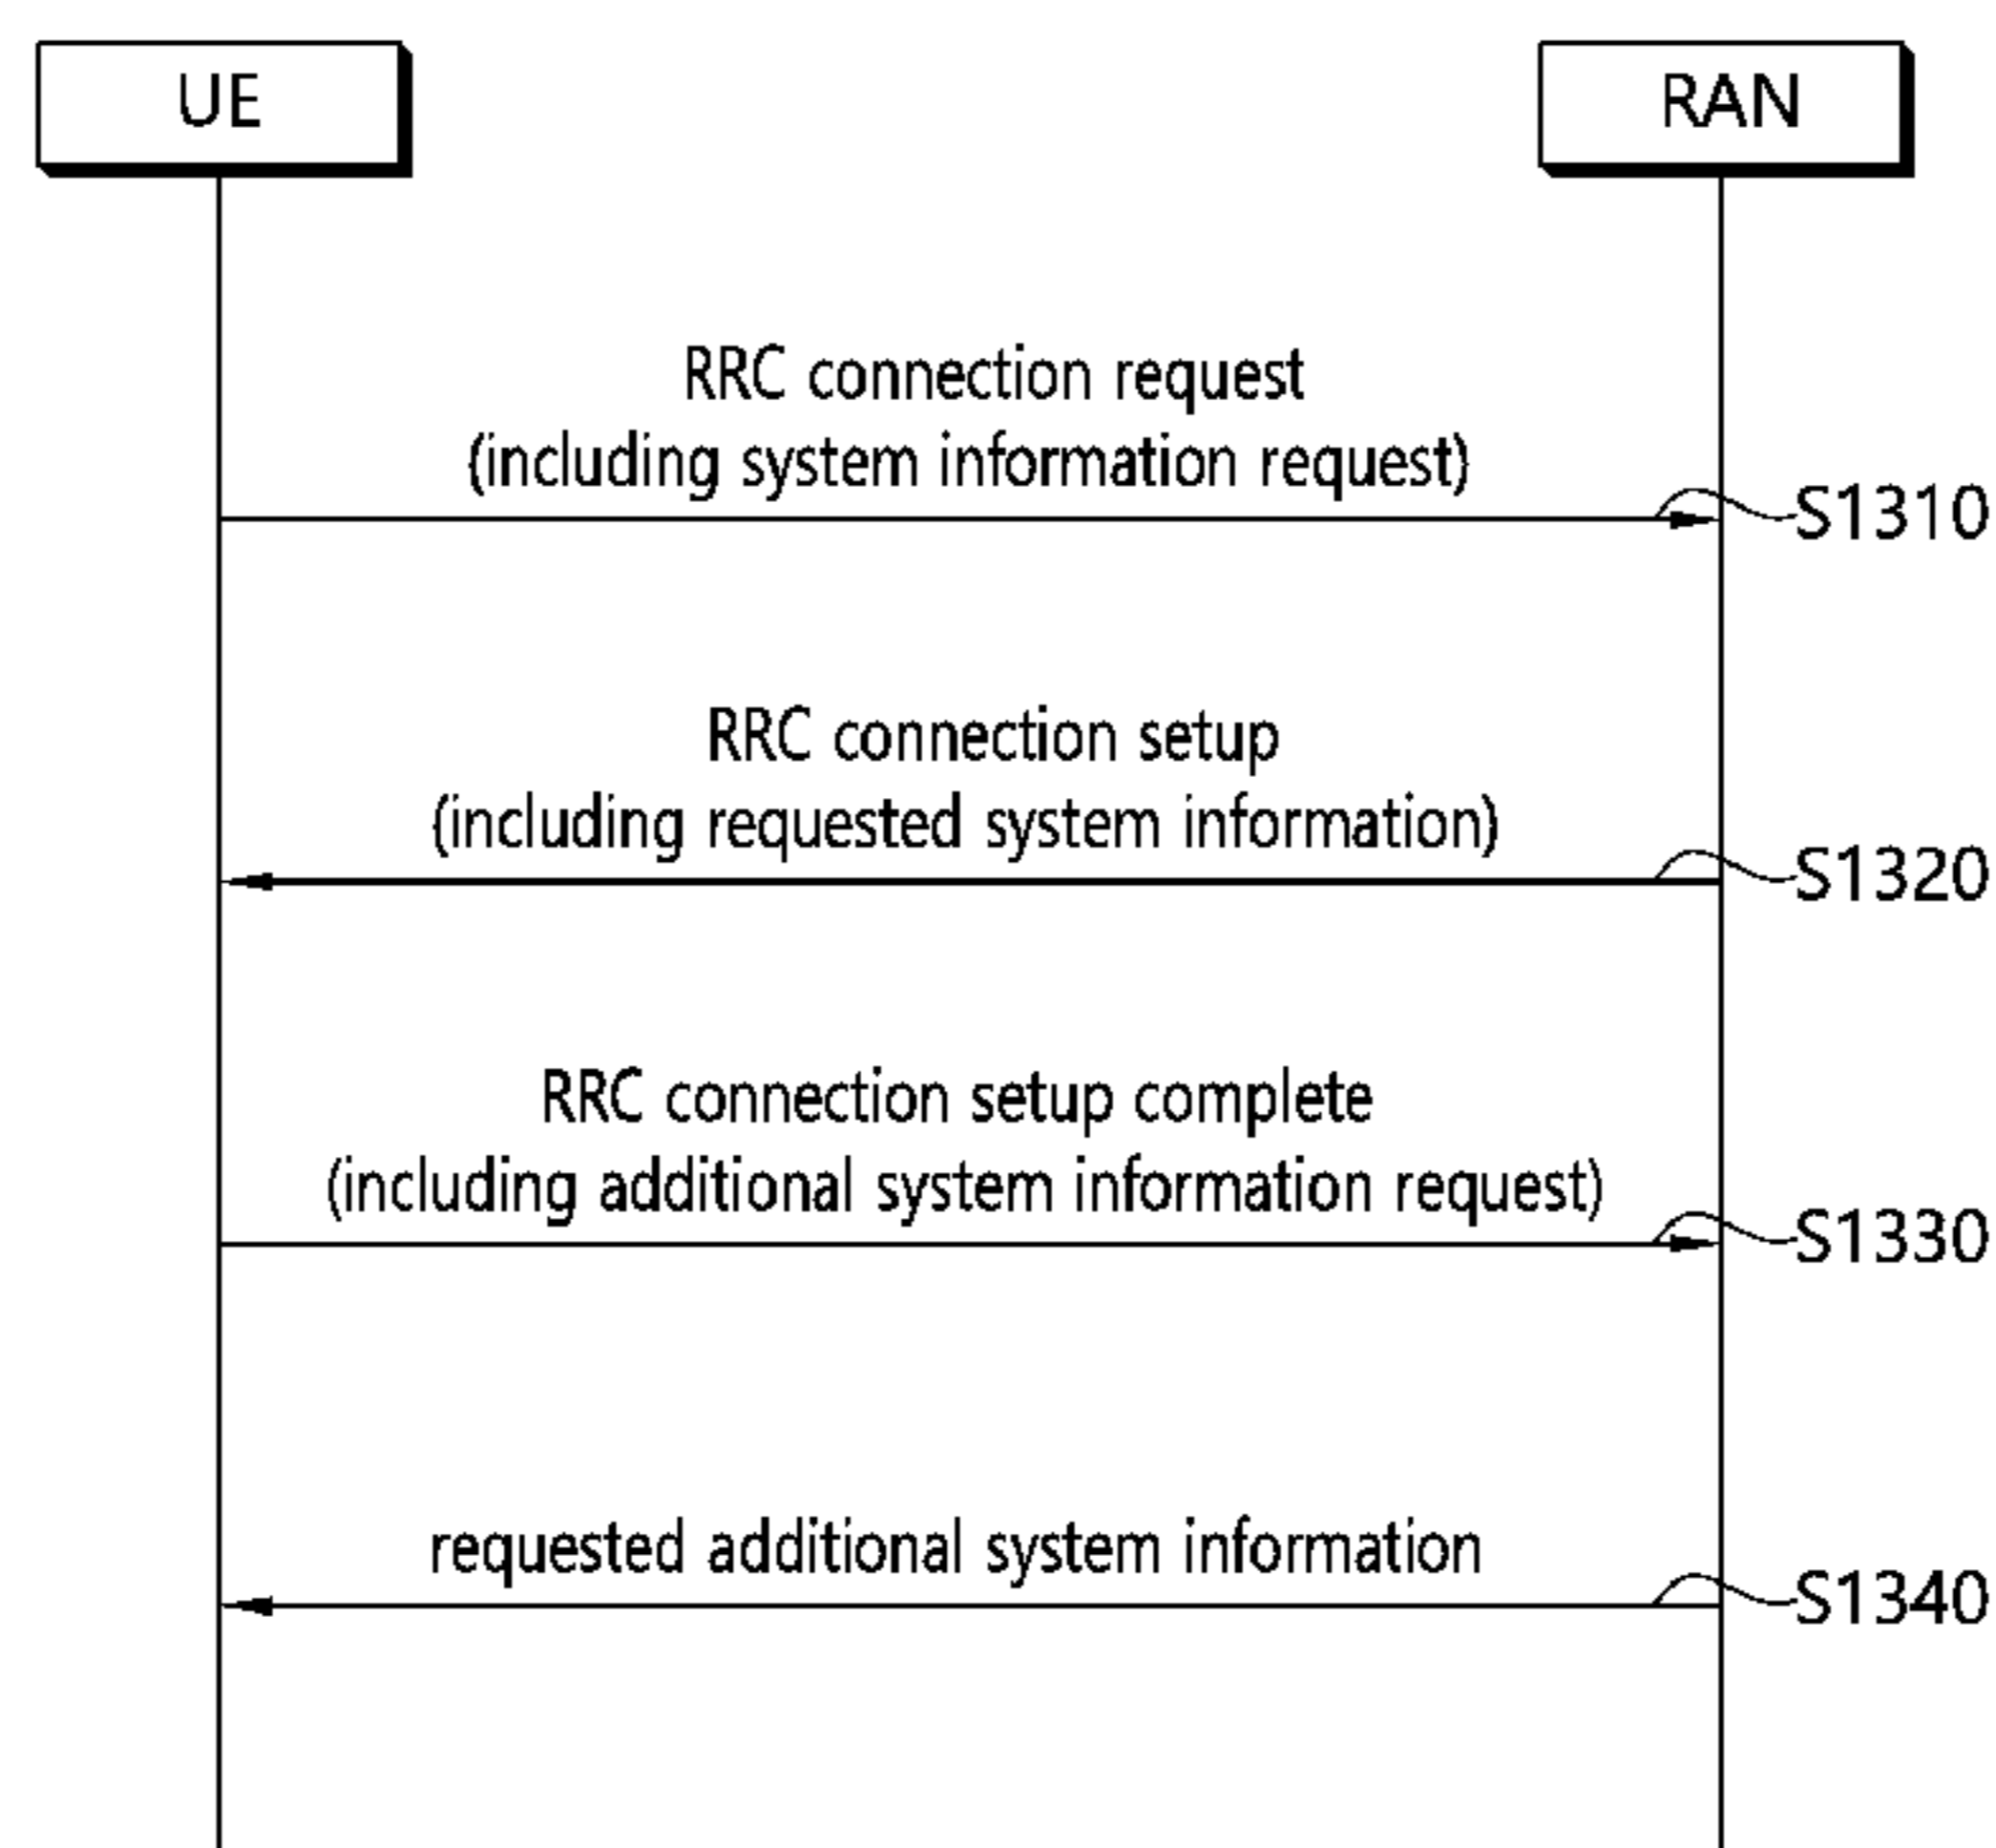 UE
RAN
RRC connection request
(including system information request)
S1310
RRC connection setup
(including requested system information)
S1320
RRC connection setup complete
(including additional system information request)
S1330
requested additional system information
S1340